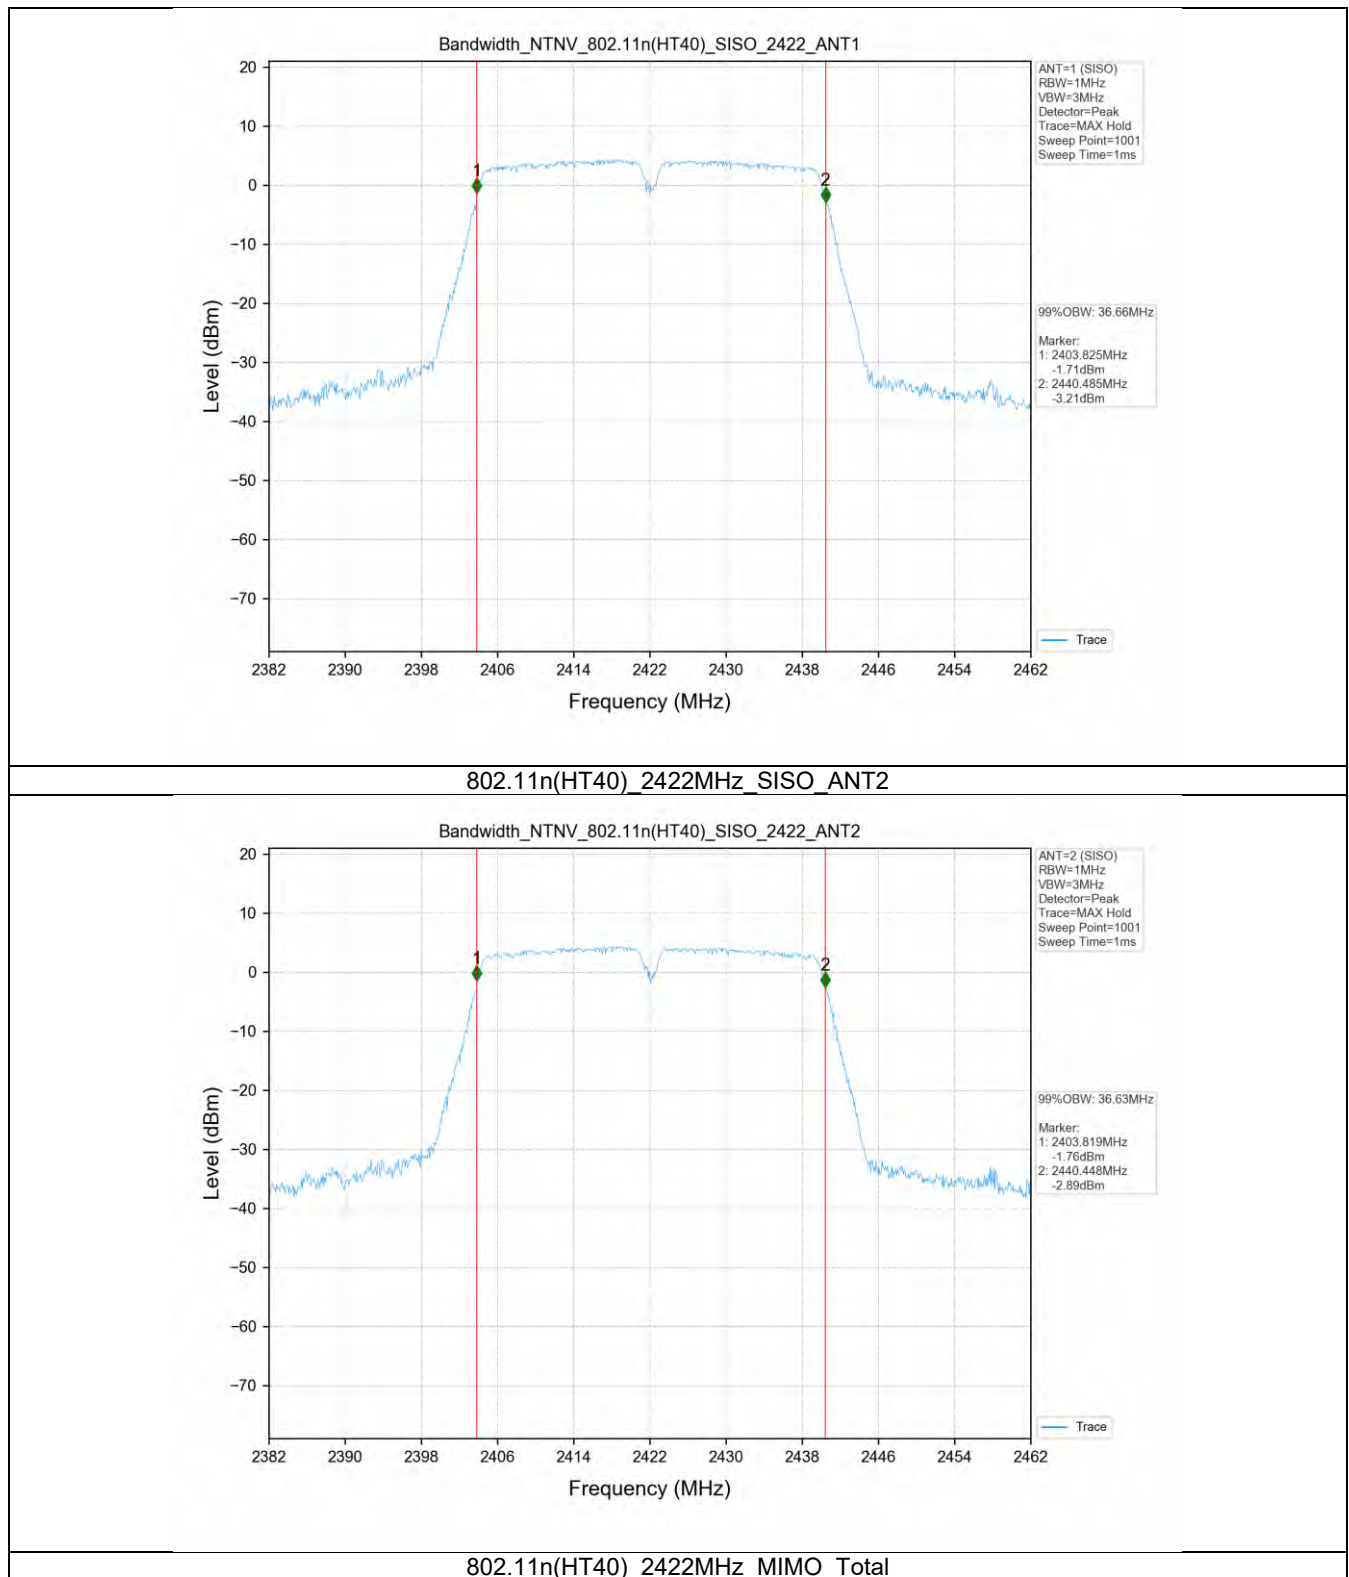 Bandwidth_NTNV_802.11n(HT40)_SISO_2422_ANT1
20
10
0
−10
−20
−30
−40
−50
−60
−70
Level (dBm)
1
2
2382 2390 2398 2406 2414 2422 2430 2438 2446 2454 2462
Frequency (MHz)
ANT=1 (SISO)
RBW=1MHz
VBW=3MHz
Detector=Peak
Trace=MAX Hold
Sweep Point=1001
Sweep Time=1ms
99%OBW: 36.66MHz
Marker:
1: 2403.825MHz
-1.71dBm
2: 2440.485MHz
-3.21dBm
Trace
802.11n(HT40)_2422MHz_SISO_ANT2
Bandwidth_NTNV_802.11n(HT40)_SISO_2422_ANT2
20
10
0
−10
−20
−30
−40
−50
−60
−70
Level (dBm)
1
2
2382 2390 2398 2406 2414 2422 2430 2438 2446 2454 2462
Frequency (MHz)
ANT=2 (SISO)
RBW=1MHz
VBW=3MHz
Detector=Peak
Trace=MAX Hold
Sweep Point=1001
Sweep Time=1ms
99%OBW: 36.63MHz
Marker:
1: 2403.819MHz
-1.76dBm
2: 2440.448MHz
-2.89dBm
Trace
802.11n(HT40)_2422MHz_MIMO_Total